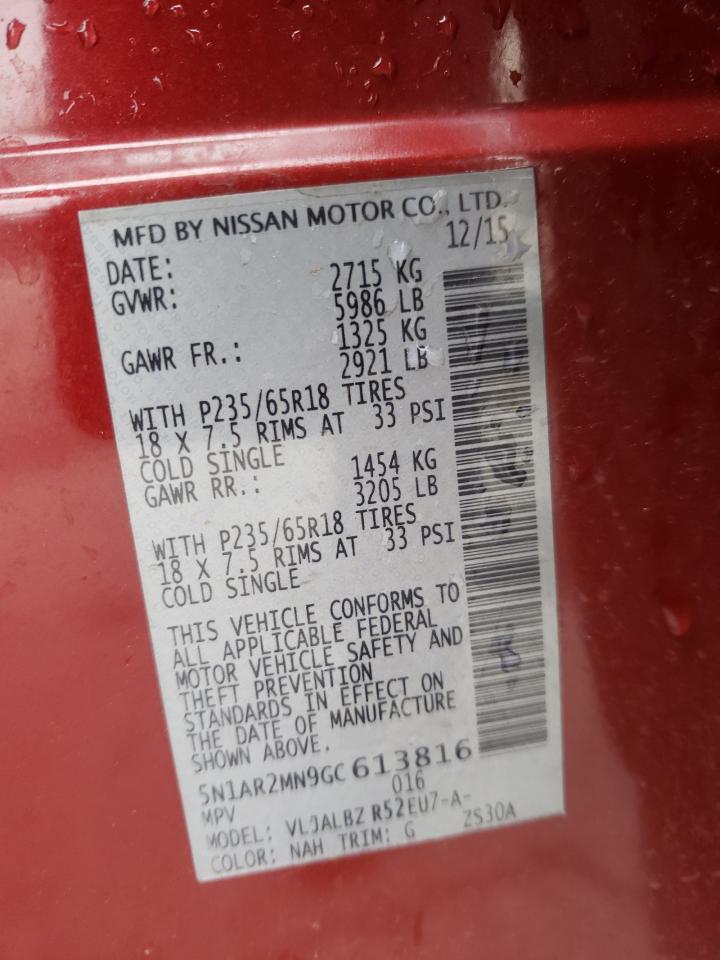 MFD BY NISSAN MOTOR CO., LTD.
DATE: 12/15
GVWR: 2715 KG
5986 LB
GAWR FR.: 1325 KG
2921 LB
WITH P235/65R18 TIRES
18 X 7.5 RIMS AT 33 PSI
COLD SINGLE
GAWR RR.: 1454 KG
3205 LB
WITH P235/65R18 TIRES
18 X 7.5 RIMS AT 33 PSI
COLD SINGLE
THIS VEHICLE CONFORMS TO
ALL APPLICABLE FEDERAL
MOTOR VEHICLE SAFETY AND
THEFT PREVENTION
STANDARDS IN EFFECT ON
THE DATE OF MANUFACTURE
SHOWN ABOVE.
5N1AR2MN9GC613816
MPV 016
MODEL: R52EU7-A-
COLOR: NAH TRIM: G ZS30A